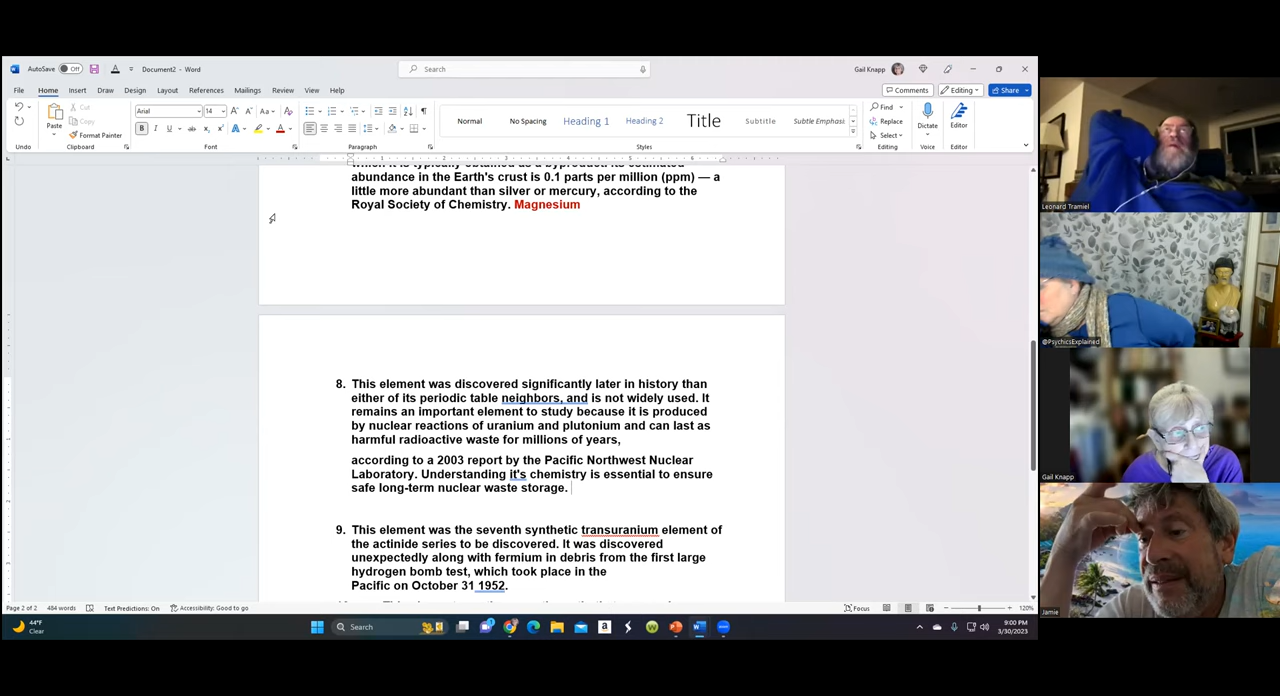 AutoSave Off Document2 - Word Search Gail Knapp
File Home Insert Draw Design Layout References Mailings Review View Help Comments Editing Share
Cut
Copy
Paste Format Painter
Arial 14
Normal No Spacing Heading 1 Heading 2 Title Subtitle Subtle Emphasis
Find
Replace
Select
Dictate Editor
Undo Clipboard Font Paragraph Styles Editing Voice Editor
abundance in the Earth's crust is 0.1 parts per million (ppm) — a
little more abundant than silver or mercury, according to the
Royal Society of Chemistry. Magnesium
8. This element was discovered significantly later in history than
either of its periodic table neighbors, and is not widely used. It
remains an important element to study because it is produced
by nuclear reactions of uranium and plutonium and can last as
harmful radioactive waste for millions of years,
according to a 2003 report by the Pacific Northwest Nuclear
Laboratory. Understanding it's chemistry is essential to ensure
safe long-term nuclear waste storage.
9. This element was the seventh synthetic transuranium element of
the actinide series to be discovered. It was discovered
unexpectedly along with fermium in debris from the first large
hydrogen bomb test, which took place in the
Pacific on October 31 1952.
Page 2 of 2 484 words Text Predictions: On Accessibility: Good to go Focus 120%
44°F
Clear
Search
9:00 PM
3/30/2023
Leonard Tramiel
@PsychicsExplained
Gail Knapp
Jamie